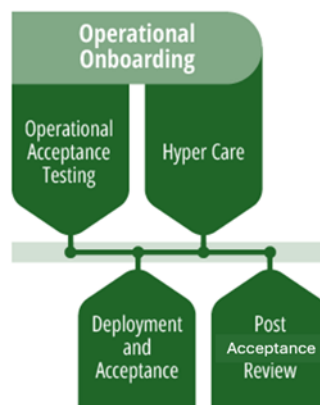 Operational
Onboarding
Operational
Acceptance
Testing
Hyper Care
Deployment
and
Acceptance
Post
Acceptance
Review